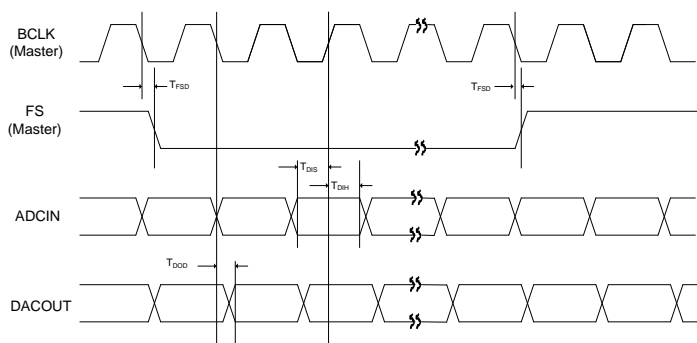 BCLK
(Master)
TFSD
TFSD
FS
(Master)
TDIS
TDIH
ADCIN
TDOD
DACOUT